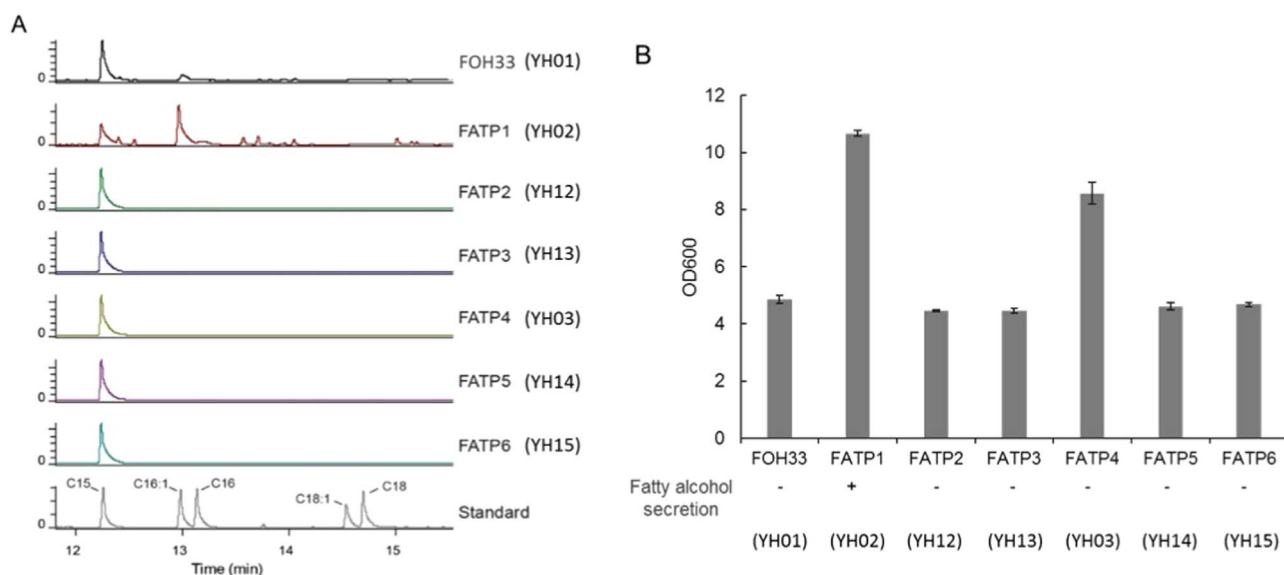 A
FOH33 (YH01)
0
FATP1 (YH02)
0
FATP2 (YH12)
0
FATP3 (YH13)
0
FATP4 (YH03)
0
FATP5 (YH14)
0
FATP6 (YH15)
0
C15 C16:1 C16 C18:1 C18
Standard
0
12 13 14 15
Time (min)
B
12
10
8
6
4
2
0
OD600
FOH33 FATP1 FATP2 FATP3 FATP4 FATP5 FATP6
Fatty alcohol - + - - - - -
secretion
(YH01) (YH02) (YH12) (YH13) (YH03) (YH14) (YH15)